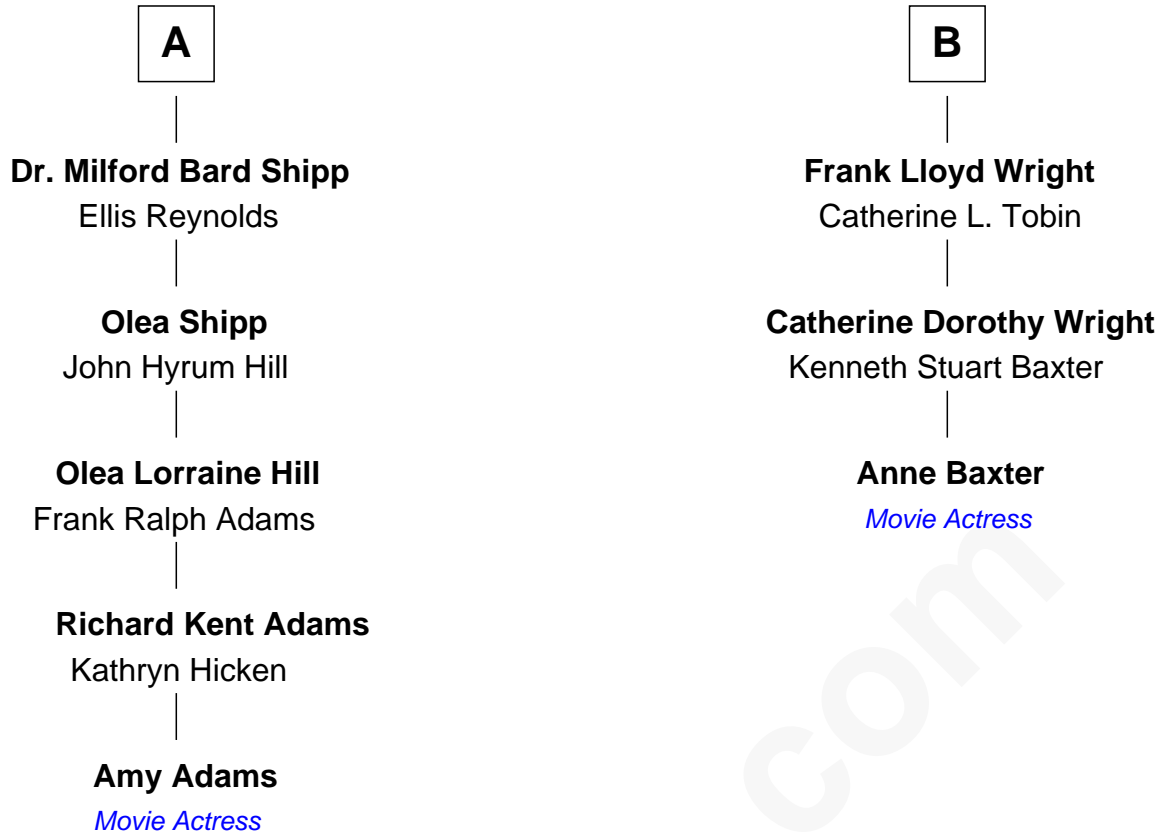 A
Dr. Milford Bard Shipp
Ellis Reynolds
Olea Shipp
John Hyrum Hill
Olea Lorraine Hill
Frank Ralph Adams
Richard Kent Adams
Kathryn Hicken
Amy Adams
Movie Actress
B
Frank Lloyd Wright
Catherine L. Tobin
Catherine Dorothy Wright
Kenneth Stuart Baxter
Anne Baxter
Movie Actress
com